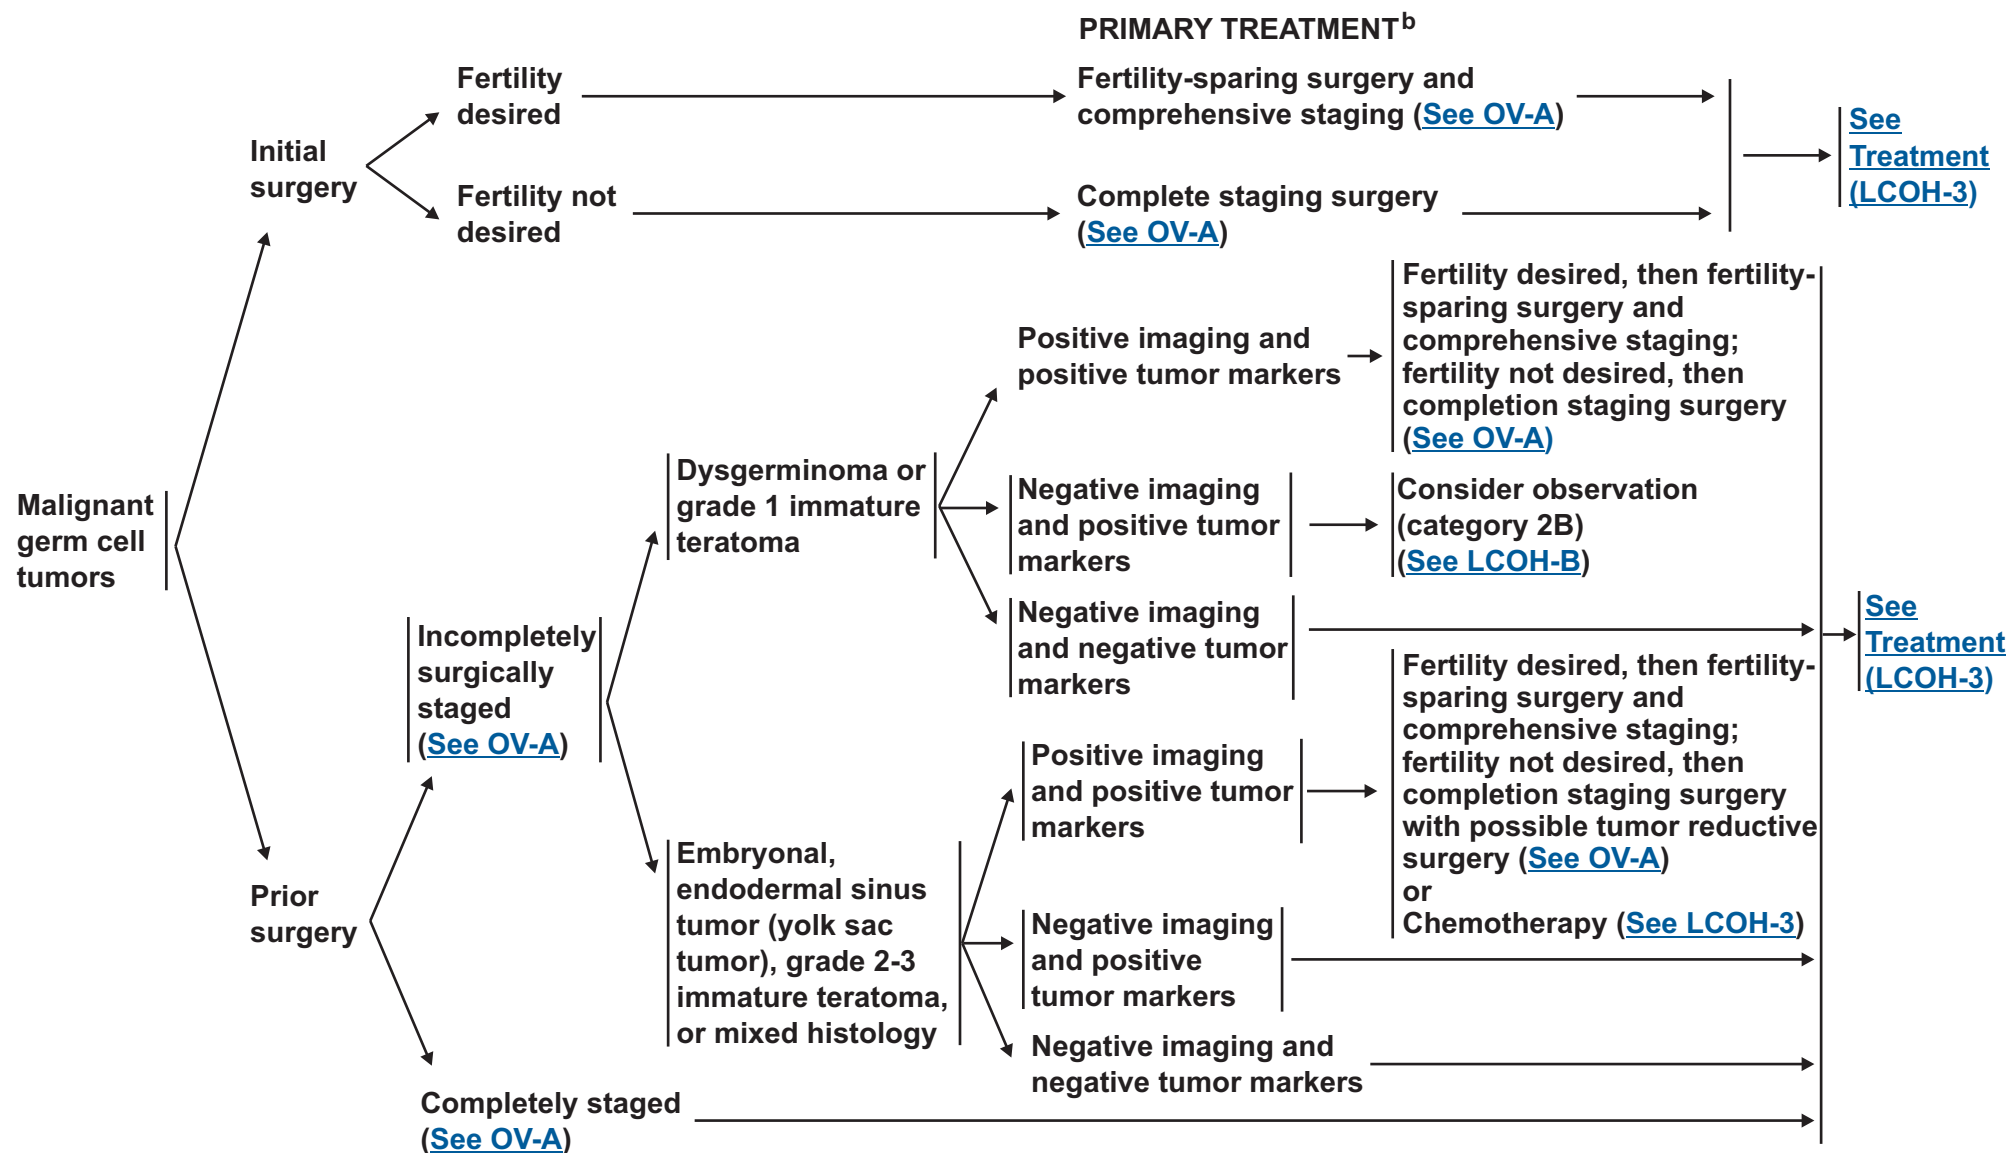 PRIMARY TREATMENTb
Fertility
desired
Fertility-sparing surgery and
comprehensive staging (See OV-A)
Initial
surgery
Fertility not
desired
Complete staging surgery
(See OV-A)
See
Treatment
(LCOH-3)
Malignant
germ cell
tumors
Incompletely
surgically
staged
(See OV-A)
Dysgerminoma or
grade 1 immature
teratoma
Positive imaging and
positive tumor markers
Fertility desired, then fertility-
sparing surgery and
comprehensive staging;
fertility not desired, then
completion staging surgery
(See OV-A)
Negative imaging
and positive tumor
markers
Consider observation
(category 2B)
(See LCOH-B)
Negative imaging
and negative tumor
markers
See
Treatment
(LCOH-3)
Prior
surgery
Embryonal,
endodermal sinus
tumor (yolk sac
tumor), grade 2-3
immature teratoma,
or mixed histology
Positive imaging
and positive tumor
markers
Fertility desired, then fertility-
sparing surgery and
comprehensive staging;
fertility not desired, then
completion staging surgery
with possible tumor reductive
surgery (See OV-A)
or
Chemotherapy (See LCOH-3)
Negative imaging
and positive
tumor markers
Negative imaging and
negative tumor markers
Completely staged
(See OV-A)